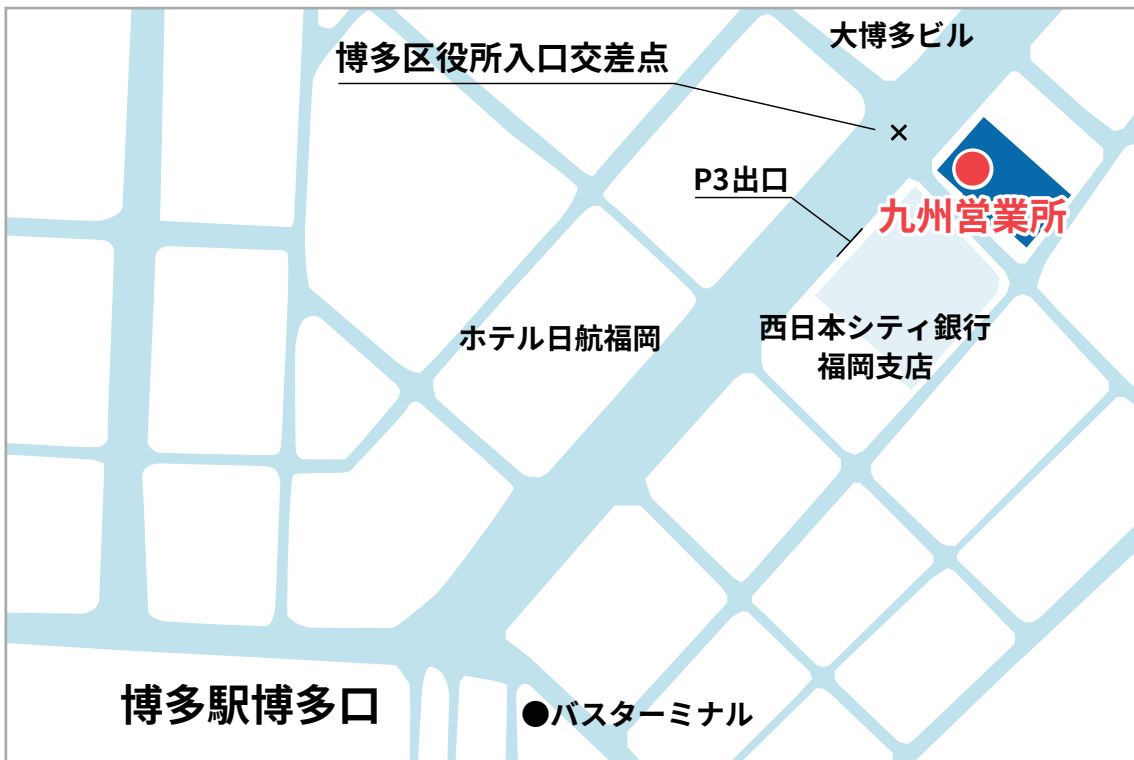 大博多ビル
博多区役所入口交差点
P3出口
九州営業所
西日本シティ銀行
福岡支店
ホテル日航福岡
博多駅博多口
●バスターミナル